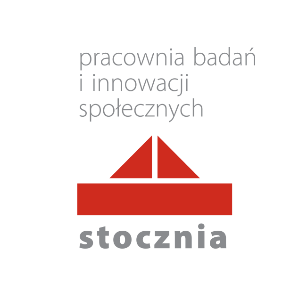 pracownia badań
i innowacji
społecznych
stocznia